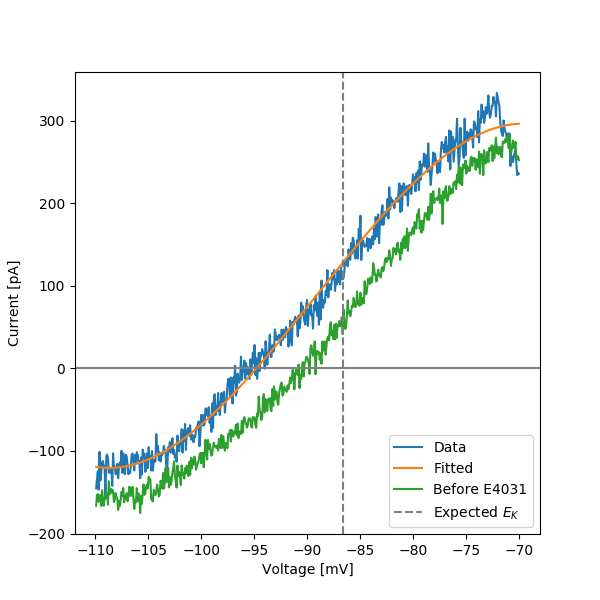 300
200
100
0
−100
−200
−110
−105
−100
−95
−90
−85
−80
−75
−70
Current [pA]
Voltage [mV]
Data
Fitted
Before E4031
Expected E_K